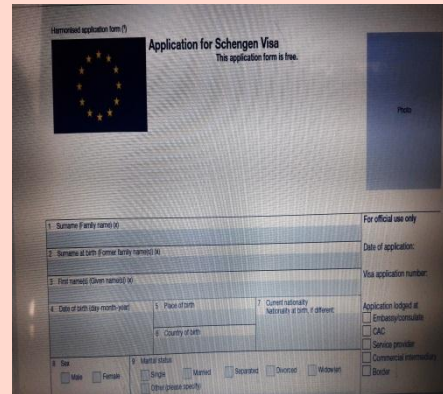 Harmonised application form (¹)
Application for Schengen Visa
This application form is free.
Photo
1 Surname (Family name) (x)
2 Surname at birth (Former family name(s)) (x)
3 First name(s) (Given name(s)) (x)
4 Date of birth (day-month-year)
5 Place of birth
6 Country of birth
7 Current nationality
Nationality at birth, if different:
8 Sex
Male Female
9 Marital status
Single Married Separated Divorced Widow(er)
Other (please specify)
For official use only
Date of application:
Visa application number:
Application lodged at
Embassy/consulate
CAC
Service provider
Commercial intermediary
Border